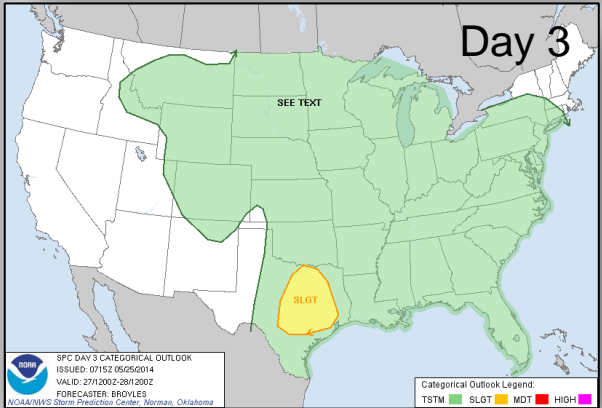 Day 3
SEE TEXT
SLGT
NOAA
SPC DAY 3 CATEGORICAL OUTLOOK
ISSUED: 0715Z 05/25/2014
VALID: 27/1200Z-28/1200Z
FORECASTER: BROYLES
NOAA/NWS Storm Prediction Center, Norman, Oklahoma
Categorical Outlook Legend:
TSTM SLGT MDT HIGH